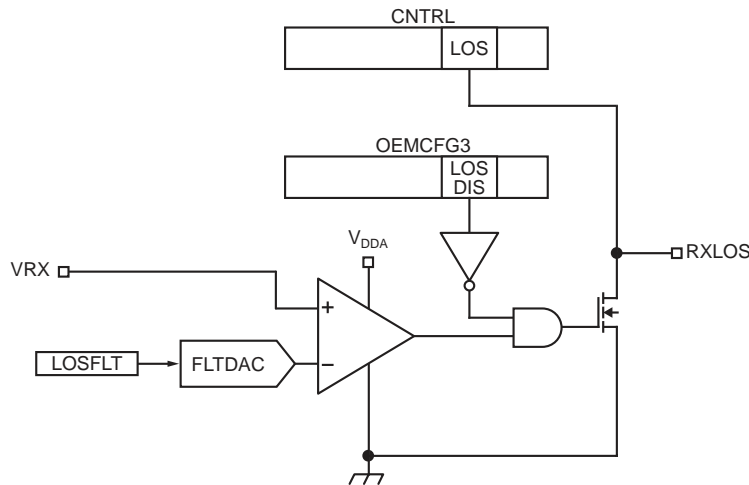 CNTRL
LOS
OEMCFG3
LOS
DIS
VDDA
VRX
RXLOS
+
LOSFLT
FLTDAC
–